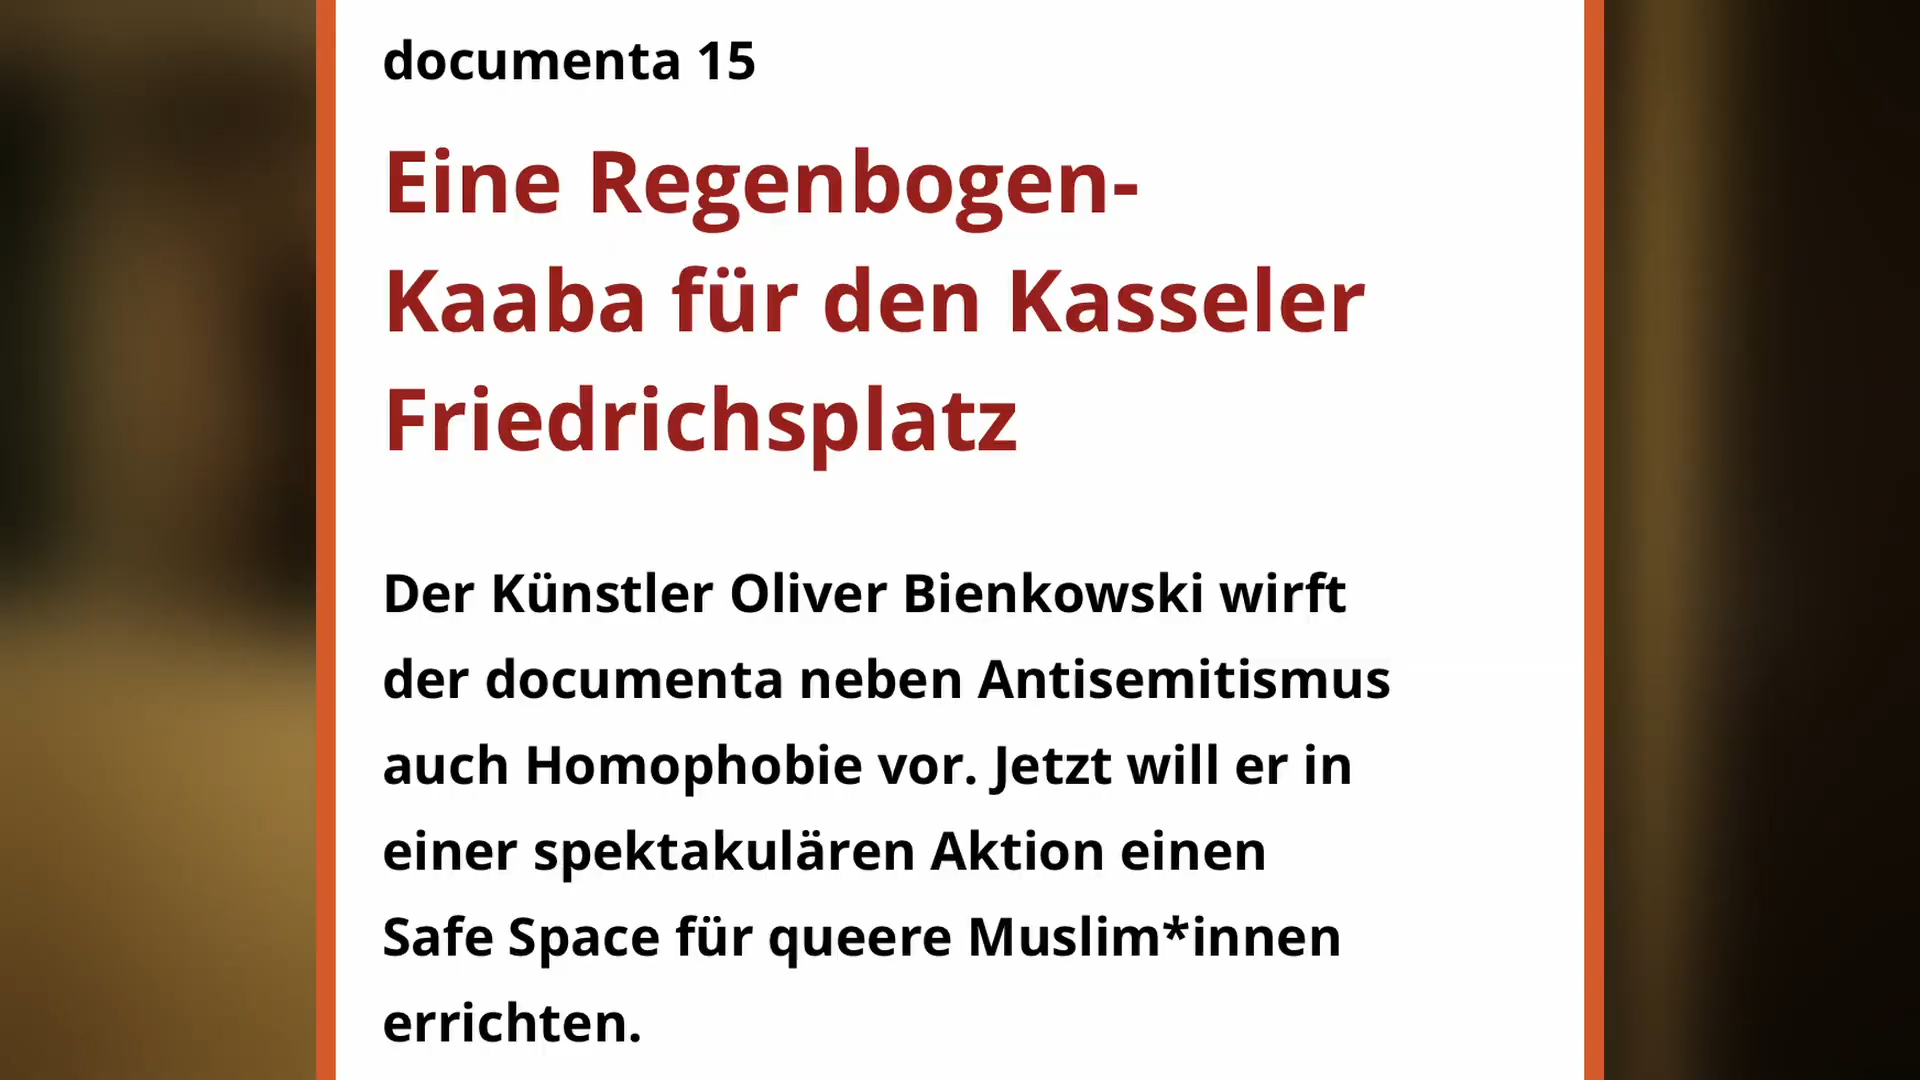 documenta 15
Eine Regenbogen-
Kaaba für den Kasseler
Friedrichsplatz
Der Künstler Oliver Bienkowski wirft
der documenta neben Antisemitismus
auch Homophobie vor. Jetzt will er in
einer spektakulären Aktion einen
Safe Space für queere Muslim*innen
errichten.